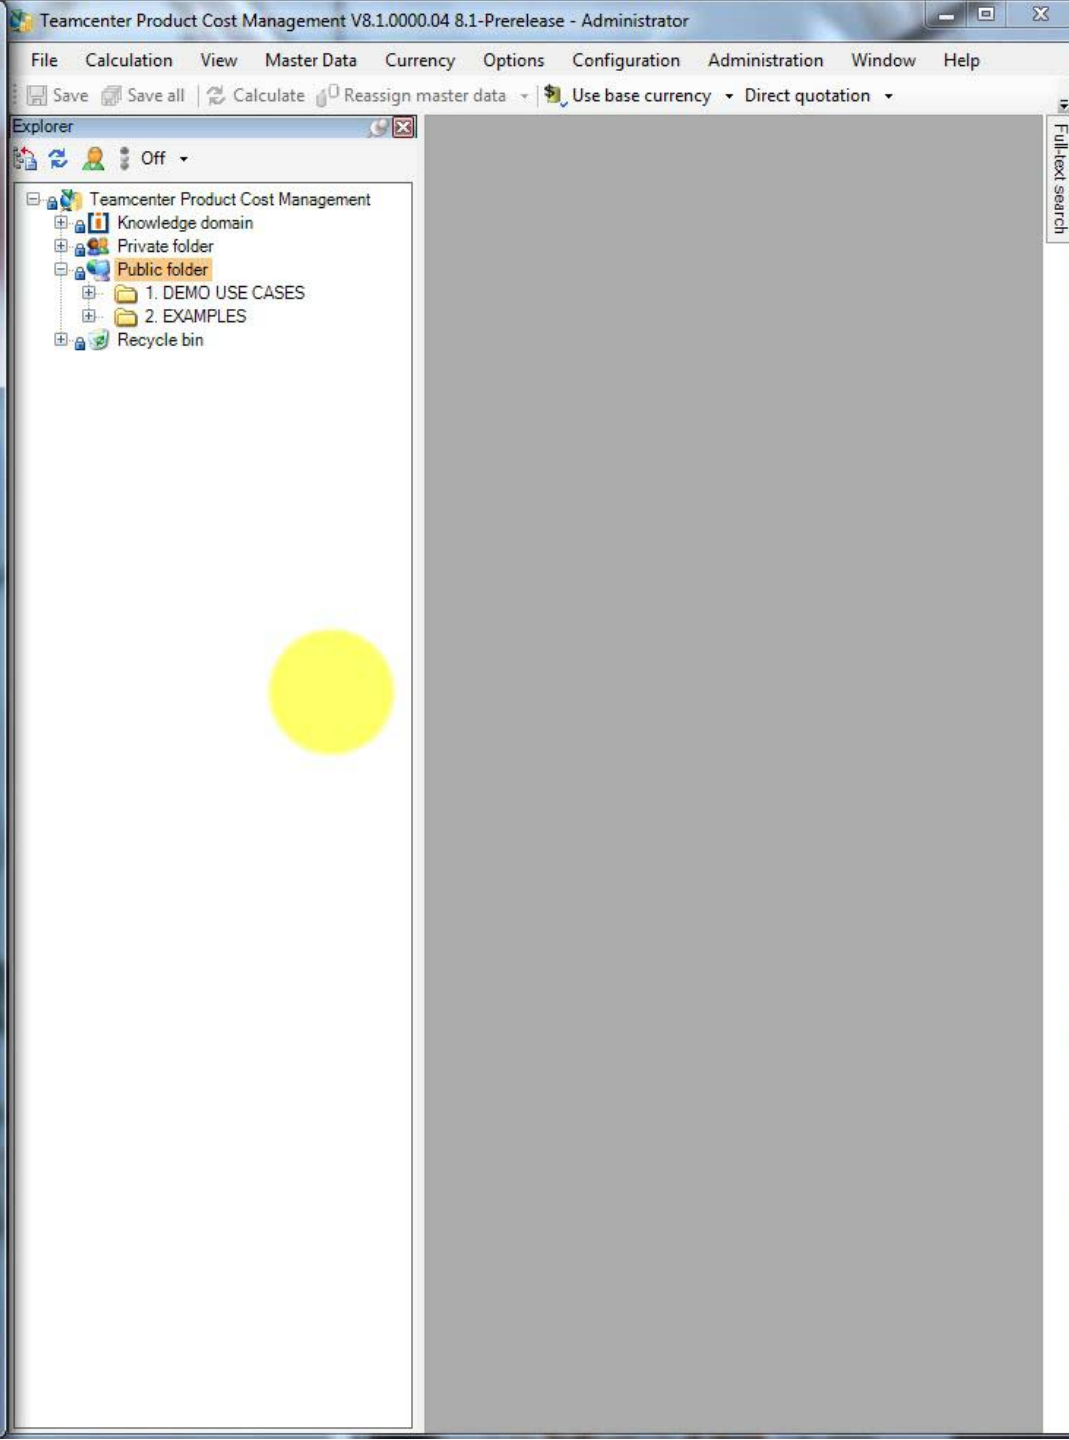 Teamcenter Product Cost Management V8.1.0000.04 8.1-Prerelease - Administrator
File Calculation View Master Data Currency Options Configuration Administration Window Help
Save Save all Calculate Reassign master data Use base currency Direct quotation
Explorer
Off
Teamcenter Product Cost Management
Knowledge domain
Private folder
Public folder
1. DEMO USE CASES
2. EXAMPLES
Recycle bin
Full-text search